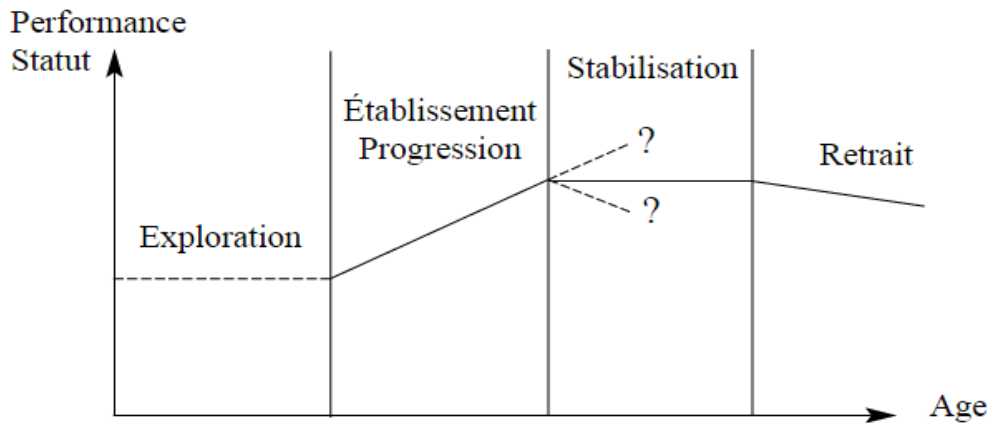 Performance
Statut
Stabilisation
Établissement
Progression
?
Retrait
?
Exploration
Age